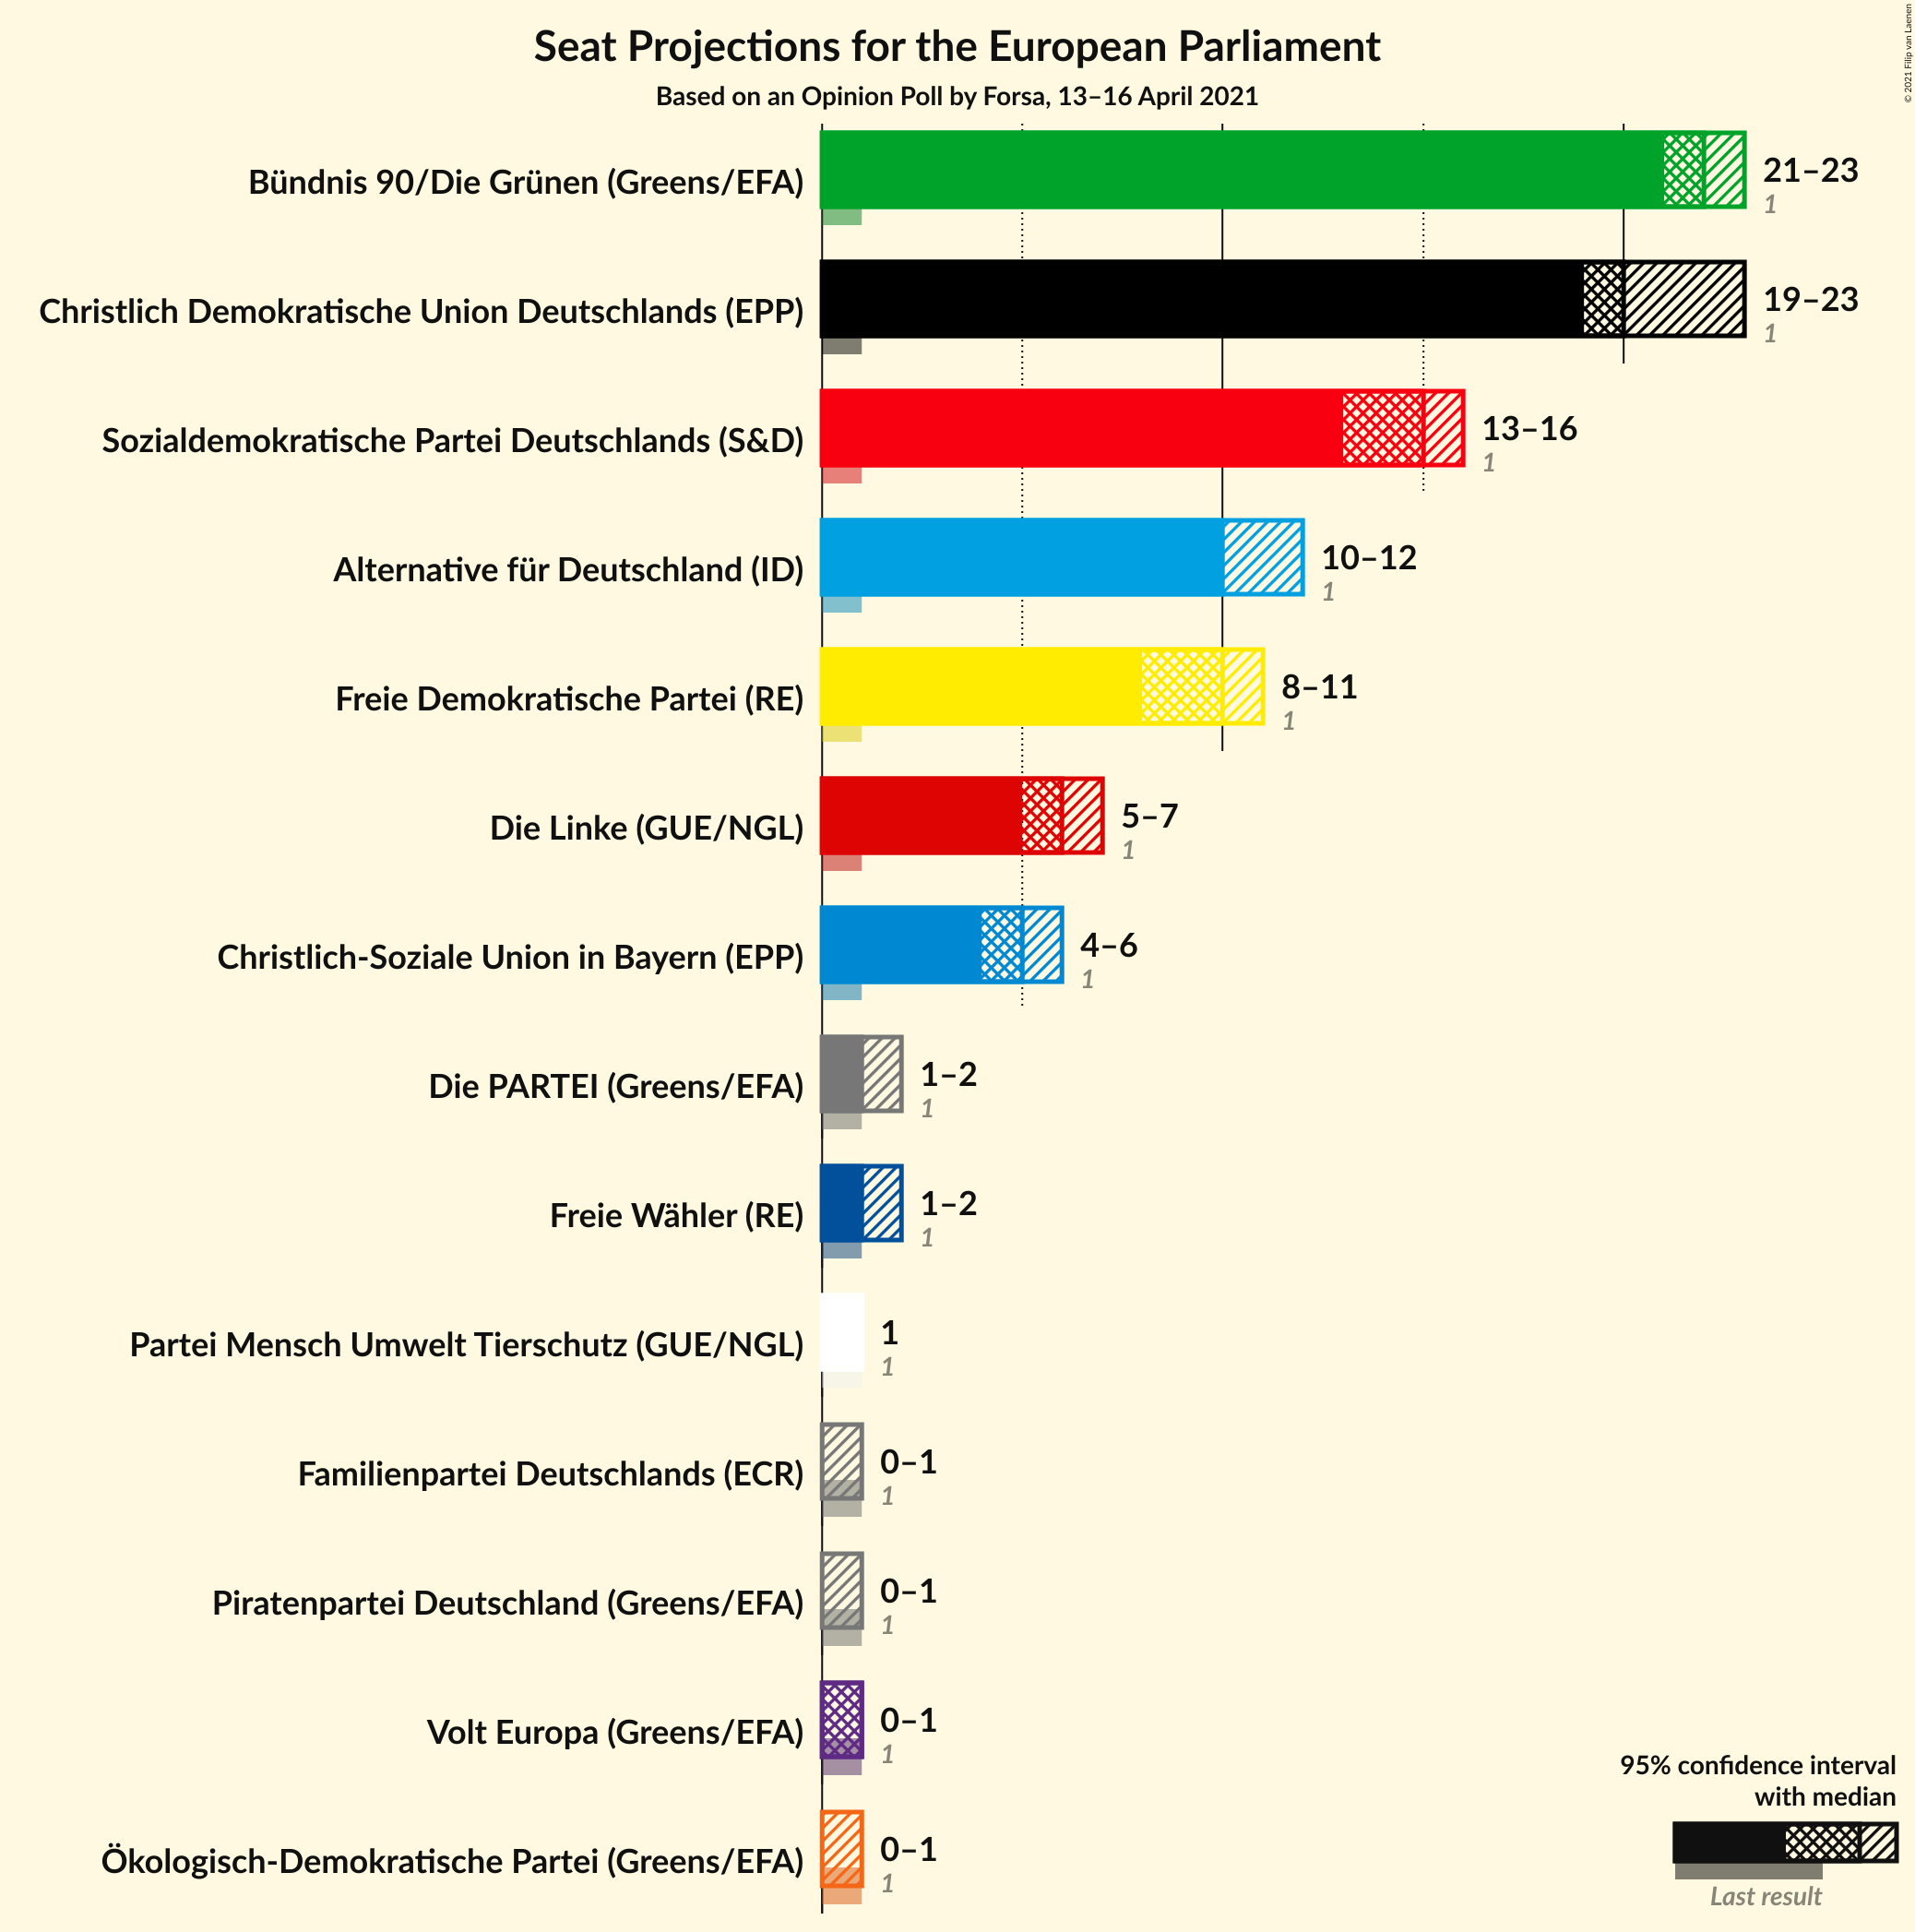 Seat Projections for the European Parliament
Based on an Opinion Poll by Forsa, 13–16 April 2021
© 2021 Filip van Laenen
Bündnis 90/Die Grünen (Greens/EFA)
21–23
1
Christlich Demokratische Union Deutschlands (EPP)
19–23
1
Sozialdemokratische Partei Deutschlands (S&D)
13–16
1
Alternative für Deutschland (ID)
10–12
1
Freie Demokratische Partei (RE)
8–11
1
Die Linke (GUE/NGL)
5–7
1
Christlich-Soziale Union in Bayern (EPP)
4–6
1
Die PARTEI (Greens/EFA)
1–2
1
Freie Wähler (RE)
1–2
1
Partei Mensch Umwelt Tierschutz (GUE/NGL)
1
1
Familienpartei Deutschlands (ECR)
0–1
1
Piratenpartei Deutschland (Greens/EFA)
0–1
1
Volt Europa (Greens/EFA)
0–1
1
Ökologisch-Demokratische Partei (Greens/EFA)
0–1
1
95% confidence interval
with median
Last result